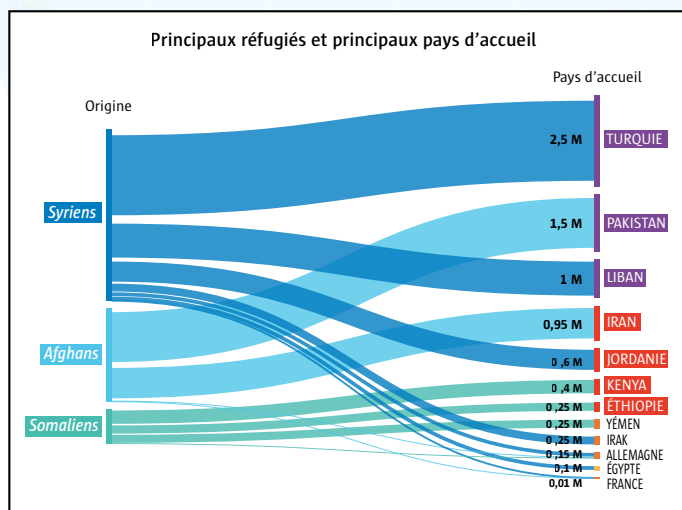 Principaux réfugiés et principaux pays d'accueil
Pays d'accueil
Origine
Syriens
Afghans
Somaliens
2,5 M TURQUIE
1,5 M PAKISTAN
1 M LIBAN
0,95 M IRAN
0 ,6 M JORDANIE
0 ,4 M KENYA
0 ,25 M ÉTHIOPIE
0 ,25 M YÉMEN
0 ,25 M IRAK
0 ,15 M ALLEMAGNE
0 ,1 M ÉGYPTE
0,01 M FRANCE